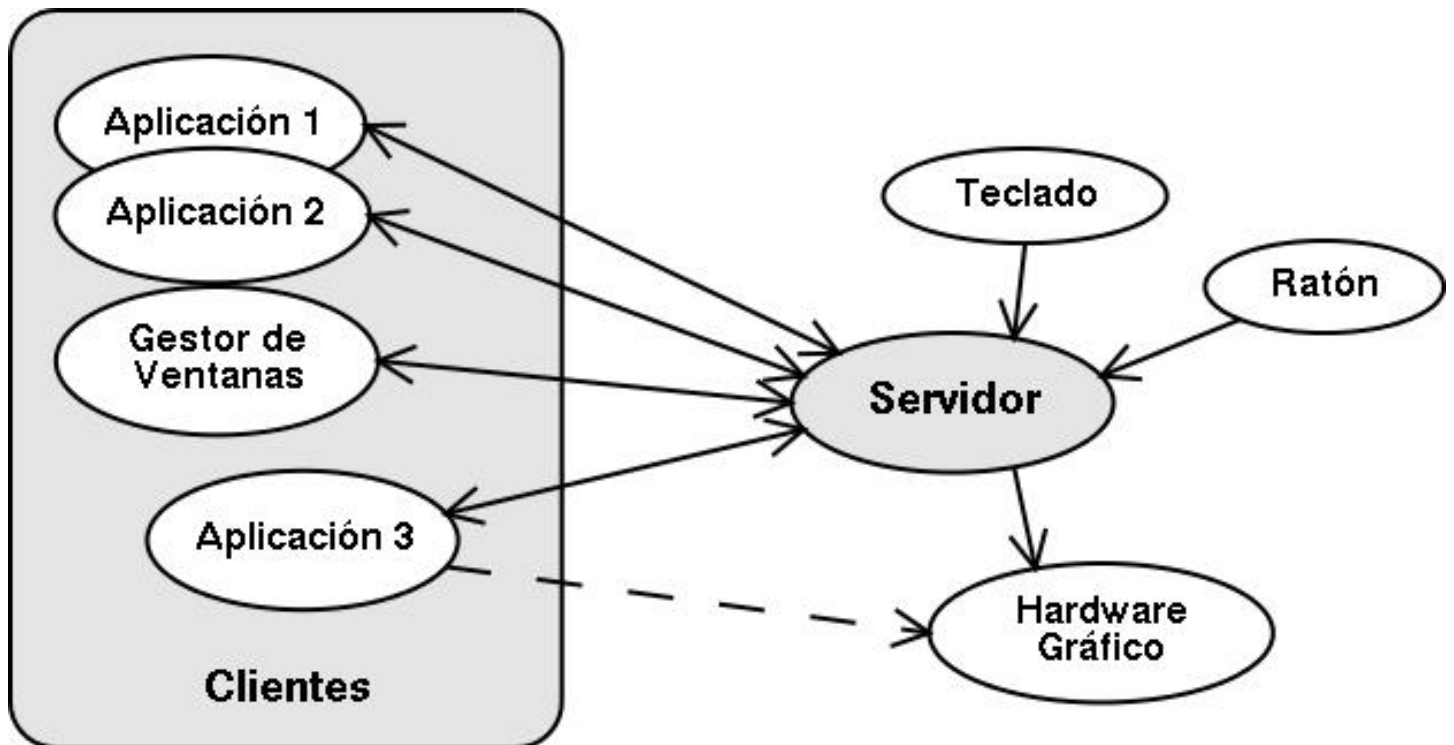 Aplicación 1
Aplicación 2
Gestor de
Ventanas
Aplicación 3
Clientes
Teclado
Ratón
Servidor
Hardware
Gráfico